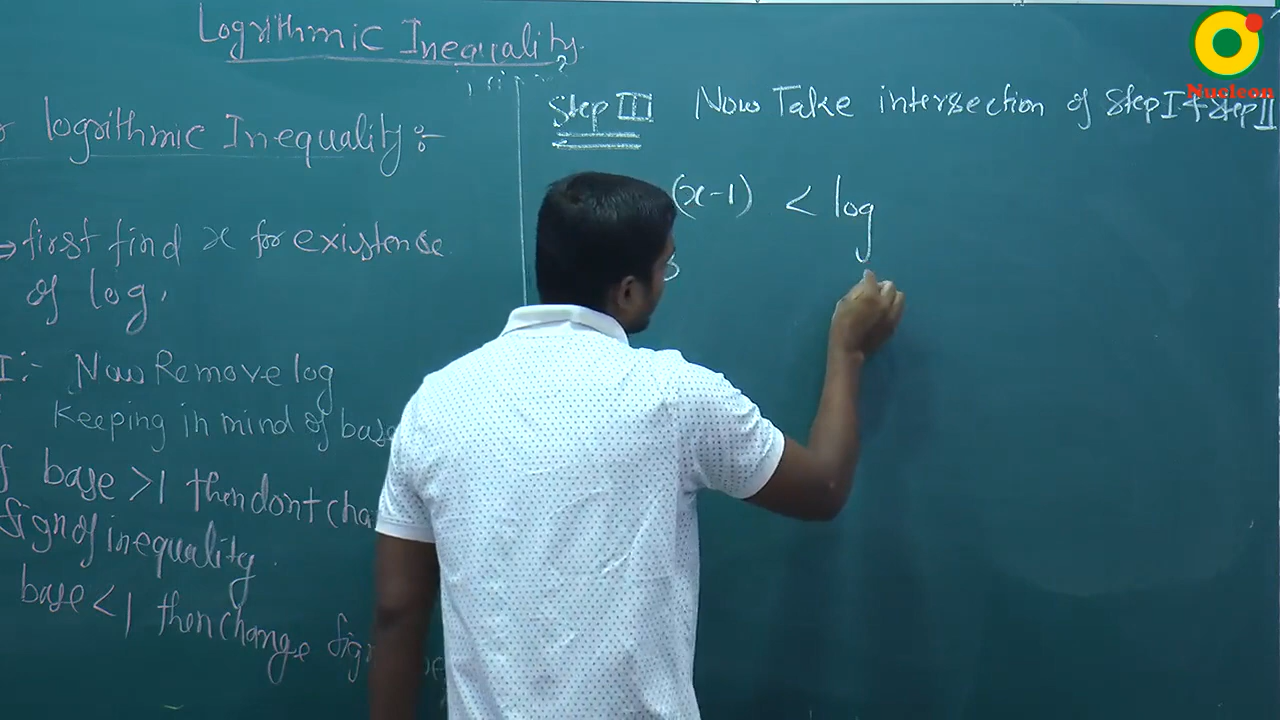 Logrithmic Inequality
logrithmic Inequality :-
→ first find x for existence
of log.
I :- Now Remove log
Keeping in mind of base
base >1 then dont cha
Sign of inequality.
base < 1 then change sign
Step III Now Take intersection of Step I & Step II
(x-1) < log
Nucleon